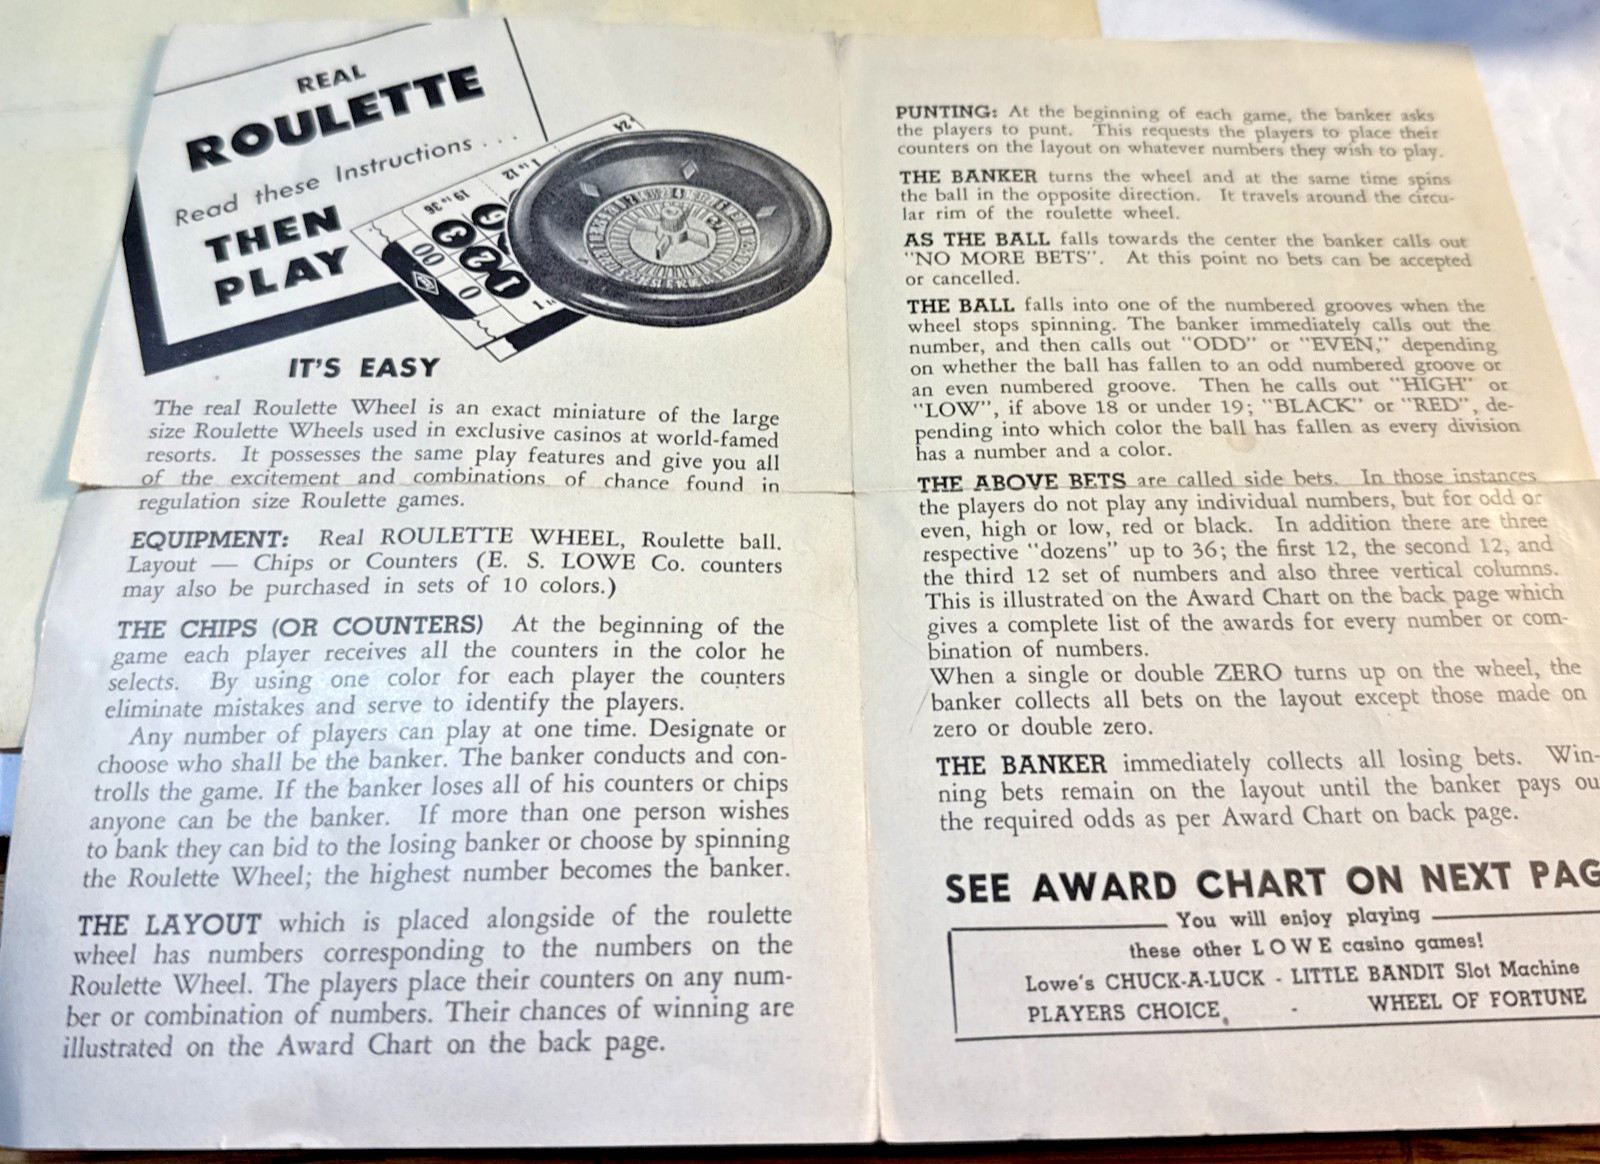 REAL
ROULETTE
Read these Instructions . . .
THEN
PLAY
24
1 to 12
19 to 36
00
0
3
2
1
IT'S EASY
The real Roulette Wheel is an exact miniature of the large
size Roulette Wheels used in exclusive casinos at world-famed
resorts. It possesses the same play features and give you all
of the excitement and combinations of chance found in
regulation size Roulette games.
EQUIPMENT: Real ROULETTE WHEEL, Roulette ball.
Layout — Chips or Counters (E. S. LOWE Co. counters
may also be purchased in sets of 10 colors.)
THE CHIPS (OR COUNTERS) At the beginning of the
game each player receives all the counters in the color he
selects. By using one color for each player the counters
eliminate mistakes and serve to identify the players.
Any number of players can play at one time. Designate or
choose who shall be the banker. The banker conducts and con-
trolls the game. If the banker loses all of his counters or chips
anyone can be the banker. If more than one person wishes
to bank they can bid to the losing banker or choose by spinning
the Roulette Wheel; the highest number becomes the banker.
THE LAYOUT which is placed alongside of the roulette
wheel has numbers corresponding to the numbers on the
Roulette Wheel. The players place their counters on any num-
ber or combination of numbers. Their chances of winning are
illustrated on the Award Chart on the back page.
PUNTING: At the beginning of each game, the banker asks
the players to punt. This requests the players to place their
counters on the layout on whatever numbers they wish to play.
THE BANKER turns the wheel and at the same time spins
the ball in the opposite direction. It travels around the circu-
lar rim of the roulette wheel.
AS THE BALL falls towards the center the banker calls out
"NO MORE BETS". At this point no bets can be accepted
or cancelled.
THE BALL falls into one of the numbered grooves when the
wheel stops spinning. The banker immediately calls out the
number, and then calls out "ODD" or "EVEN," depending
on whether the ball has fallen to an odd numbered groove or
an even numbered groove. Then he calls out "HIGH" or
"LOW", if above 18 or under 19; "BLACK" or "RED", de-
pending into which color the ball has fallen as every division
has a number and a color.
THE ABOVE BETS are called side bets. In those instances
the players do not play any individual numbers, but for odd or
even, high or low, red or black. In addition there are three
respective "dozens" up to 36; the first 12, the second 12, and
the third 12 set of numbers and also three vertical columns.
This is illustrated on the Award Chart on the back page which
gives a complete list of the awards for every number or com-
bination of numbers.
When a single or double ZERO turns up on the wheel, the
banker collects all bets on the layout except those made on
zero or double zero.
THE BANKER immediately collects all losing bets. Win-
ning bets remain on the layout until the banker pays ou
the required odds as per Award Chart on back page.
SEE AWARD CHART ON NEXT PAG
You will enjoy playing
these other LOWE casino games!
Lowe's CHUCK-A-LUCK - LITTLE BANDIT Slot Machine
PLAYERS CHOICE, - WHEEL OF FORTUNE